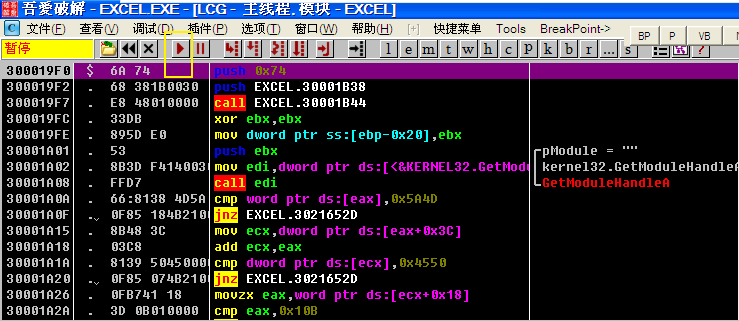 吾愛破解 - EXCEL.EXE - [LCG - 主线程, 模块 - EXCEL]
C 文件(F) 查看(V) 调试(D) 插件(P) 选项(T) 窗口(W) 帮助(H) [+] 快捷菜单 Tools BreakPoint->
BP P VB
暂停 l e m t w h c P k b r
300019F0 $ 6A 74 push 0x74
300019F2 . 68 381B0030 push EXCEL.30001B38
300019F7 . E8 48010000 call EXCEL.30001B44
300019FC . 33DB xor ebx,ebx
300019FE . 895D E0 mov dword ptr ss:[ebp-0x20],ebx
30001A01 . 53 push ebx pModule = ""
30001A02 . 8B3D F4140030 mov edi,dword ptr ds:[<&KERNEL32.GetMod kernel32.GetModuleHandleA
30001A08 . FFD7 call edi GetModuleHandleA
30001A0A . 66:8138 4D5A cmp word ptr ds:[eax],0x5A4D
30001A0F . 0F85 184B2100 jnz EXCEL.3021652D
30001A15 . 8B48 3C mov ecx,dword ptr ds:[eax+0x3C]
30001A18 . 03C8 add ecx,eax
30001A1A . 8139 50450000 cmp dword ptr ds:[ecx],0x4550
30001A20 . 0F85 074B2100 jnz EXCEL.3021652D
30001A26 . 0FB741 18 movzx eax,word ptr ds:[ecx+0x18]
30001A2A . 3D 0B010000 cmp eax,0x10B